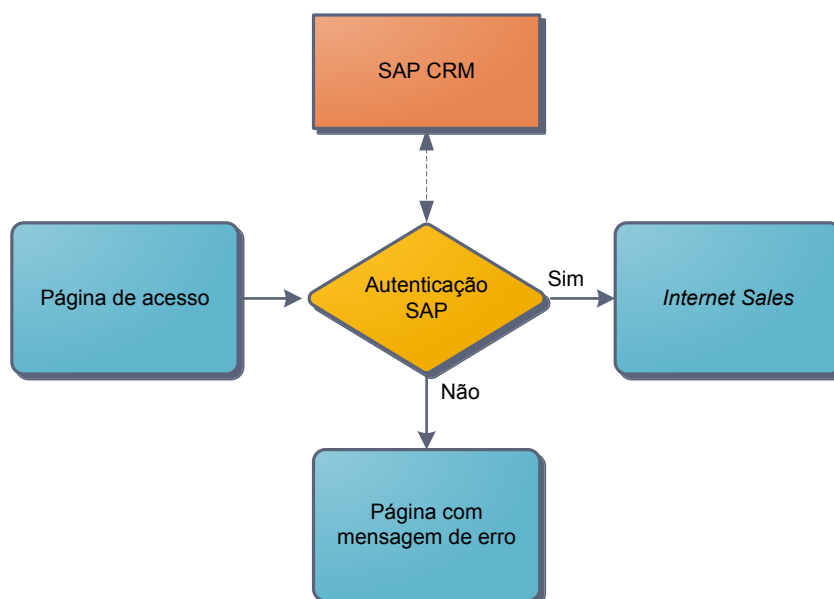 SAP CRM
Página de acesso
Autenticação
SAP
Sim
Internet Sales
Não
Página com
mensagem de erro